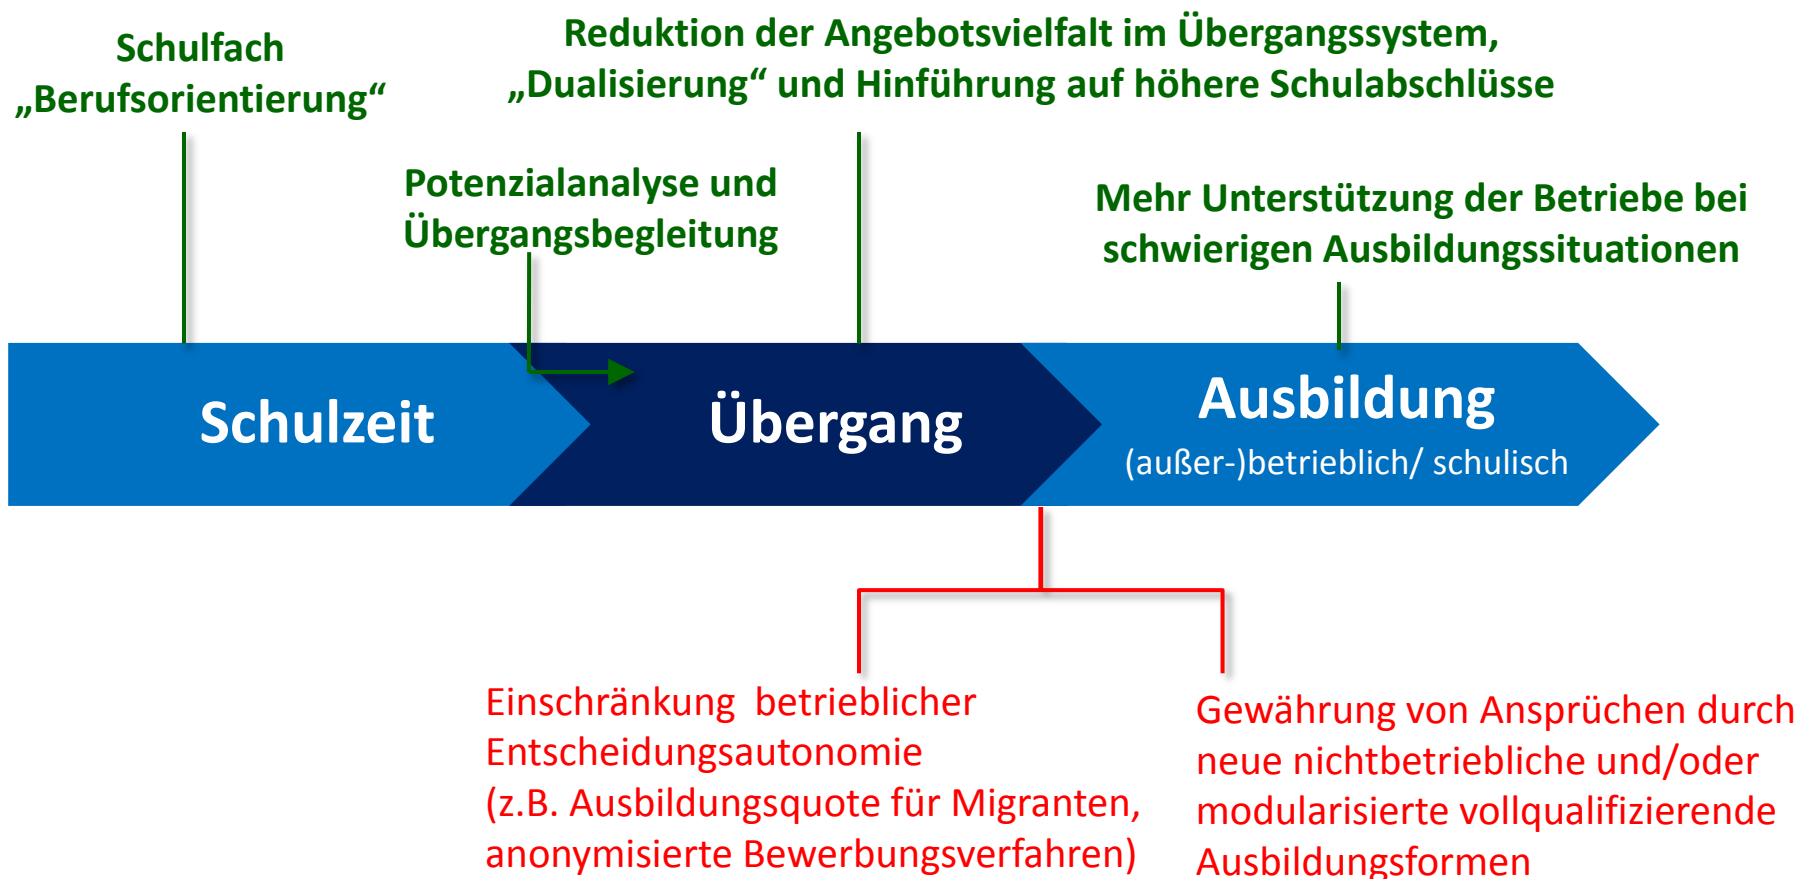 Schulfach
„Berufsorientierung“
Reduktion der Angebotsvielfalt im Übergangssystem,
„Dualisierung“ und Hinführung auf höhere Schulabschlüsse
Potenzialanalyse und
Übergangsbegleitung
Mehr Unterstützung der Betriebe bei
schwierigen Ausbildungssituationen
Schulzeit
Übergang
Ausbildung
(außer-)betrieblich/ schulisch
Einschränkung  betrieblicher
Entscheidungsautonomie
(z.B. Ausbildungsquote für Migranten,
anonymisierte Bewerbungsverfahren)
Gewährung von Ansprüchen durch
neue nichtbetriebliche und/oder
modularisierte vollqualifizierende
Ausbildungsformen